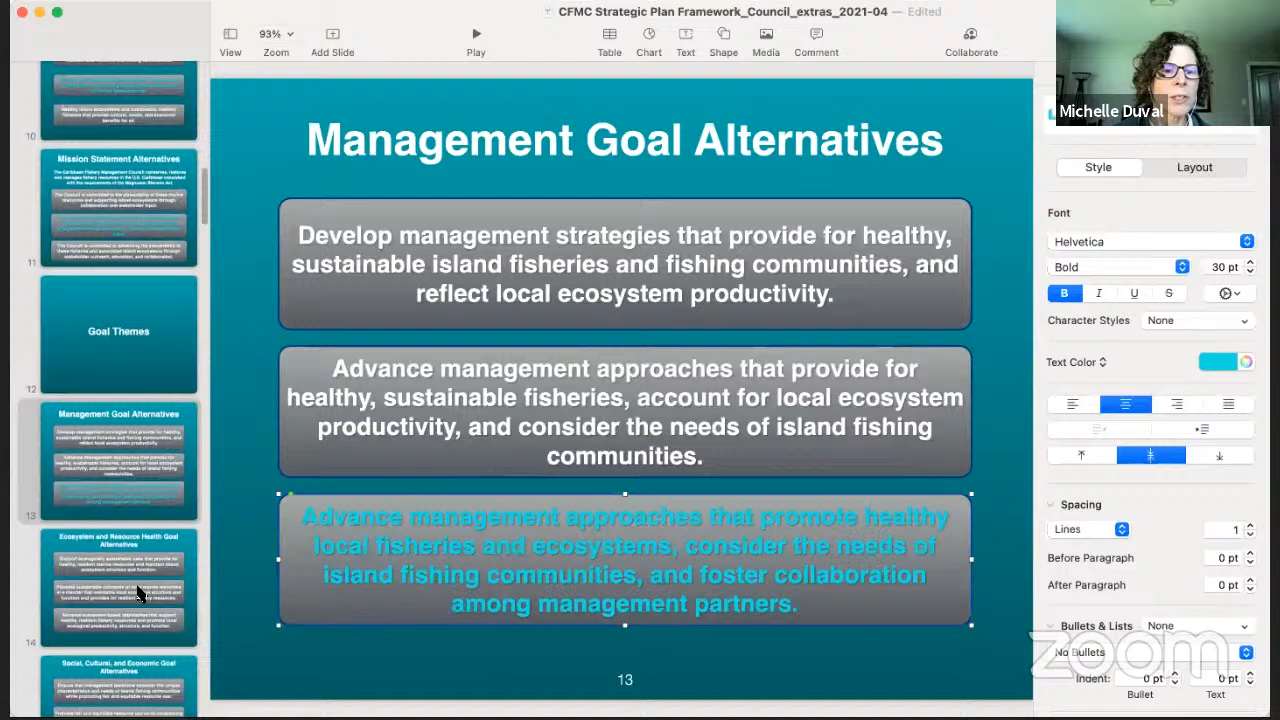 CFMC Strategic Plan Framework_Council_extras_2021-04 — Edited
93%
View
Zoom
Add Slide
Play
Table
Chart
Text
Shape
Media
Comment
Collaborate
Michelle Duval
10
Mission Statement Alternatives
11
Goal Themes
12
Management Goal Alternatives
13
Ecosystem and Resource Health Goal
Alternatives
14
Social, Cultural, and Economic Goal
Alternatives
Management Goal Alternatives
Develop management strategies that provide for healthy,
sustainable island fisheries and fishing communities, and
reflect local ecosystem productivity.
Advance management approaches that provide for
healthy, sustainable fisheries, account for local ecosystem
productivity, and consider the needs of island fishing
communities.
Advance management approaches that promote healthy
local fisheries and ecosystems, consider the needs of
island fishing communities, and foster collaboration
among management partners.
13
Style
Layout
Font
Helvetica
Bold
30 pt
B I U S
Character Styles
None
Text Color
Spacing
Lines
1
Before Paragraph
0 pt
After Paragraph
0 pt
Bullets & Lists
None
No Bullets
Indent:
0 pt
0 pt
Bullet
Text
zoom